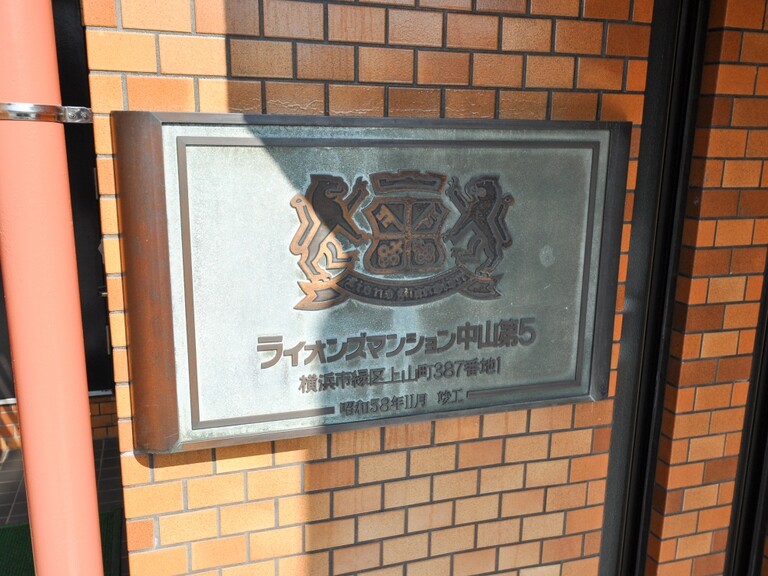 Lions Mansion
ライオンズマンション中山第5
横浜市緑区上山町387番地1
昭和58年11月 竣工